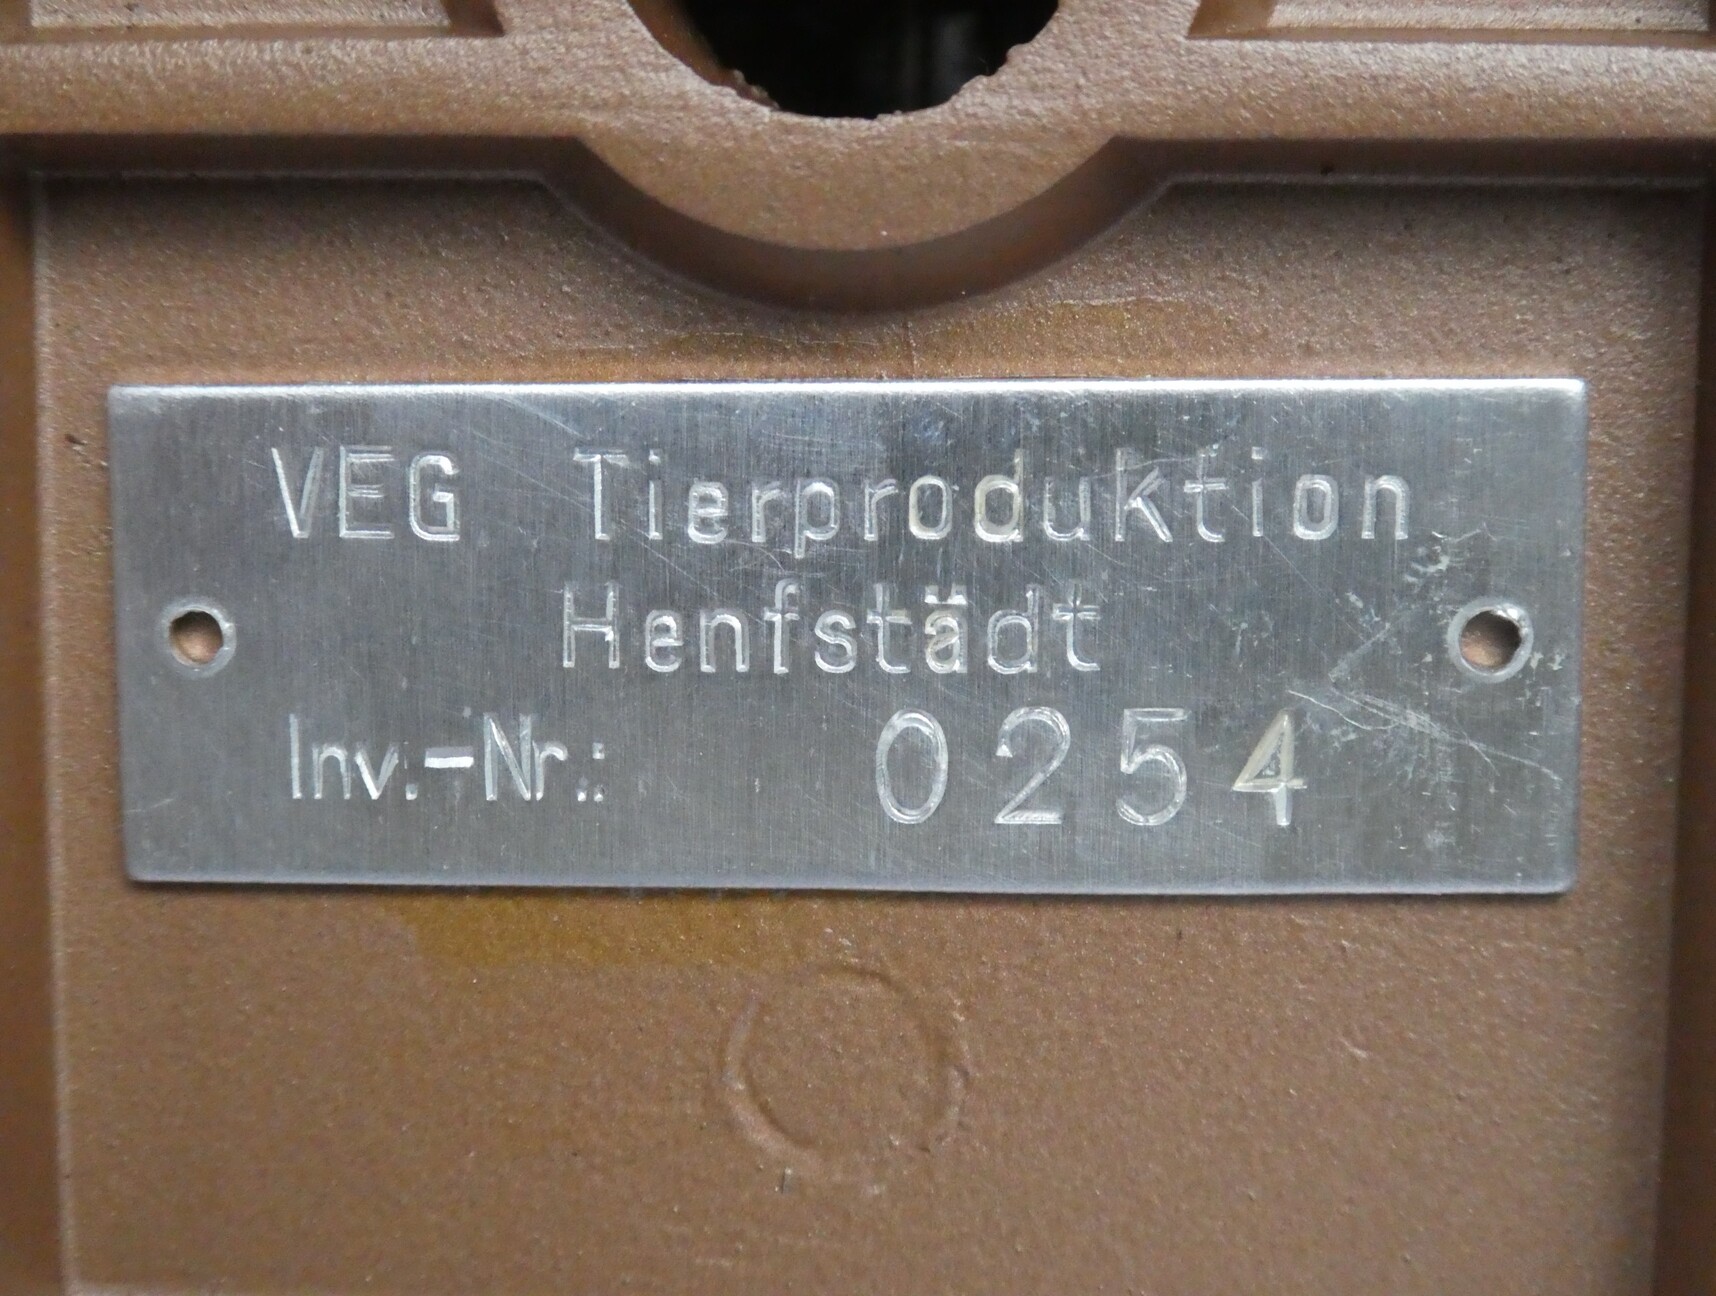 VEG Tierproduktion
Henfstädt
Inv.-Nr.: 0254